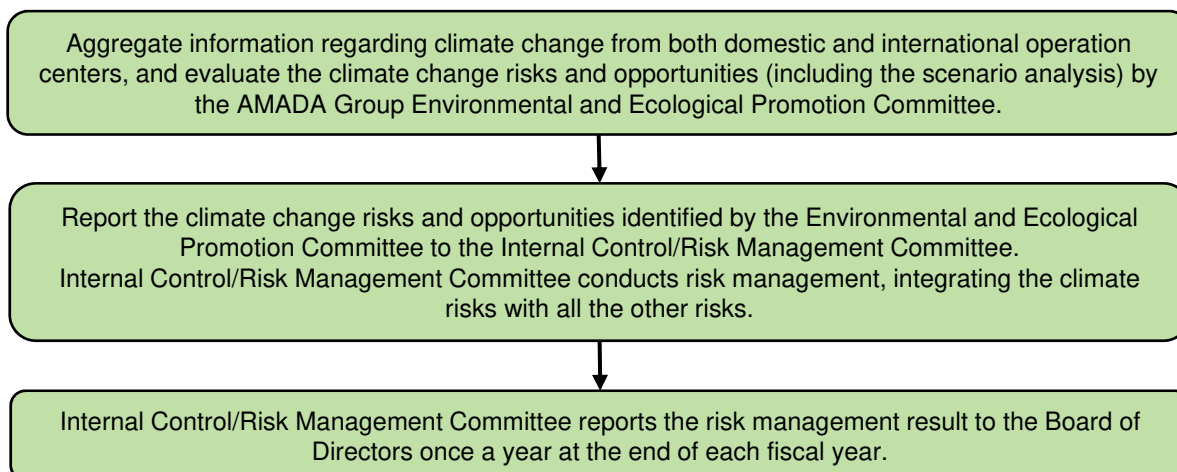 Aggregate information regarding climate change from both domestic and international operation
centers, and evaluate the climate change risks and opportunities (including the scenario analysis) by
the AMADA Group Environmental and Ecological Promotion Committee.
Report the climate change risks and opportunities identified by the Environmental and Ecological
Promotion Committee to the Internal Control/Risk Management Committee.
Internal Control/Risk Management Committee conducts risk management, integrating the climate
risks with all the other risks.
Internal Control/Risk Management Committee reports the risk management result to the Board of
Directors once a year at the end of each fiscal year.